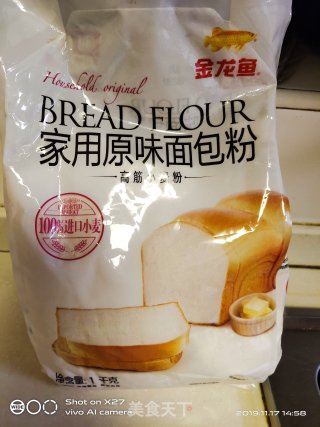 金龙鱼
Household original
BREAD FLOUR
家用原味面包粉
高筋小麦粉
100%进口小麦
IMPORTED WHEAT
净含量:1千克
SHOT ON X27
vivo AI camera
美食天下
2019.11.17 14:58